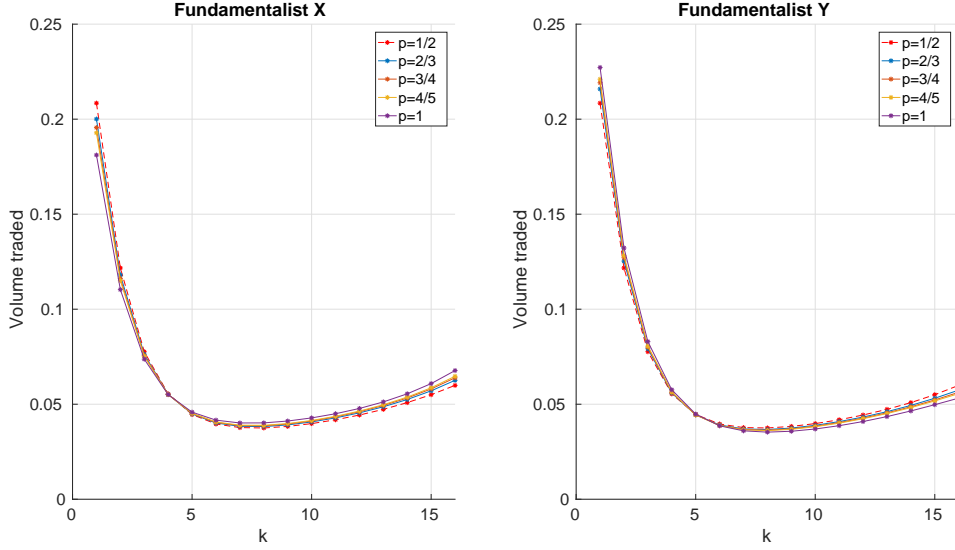 Fundamentalist X
Volume traded
0.25
0.2
0.15
0.1
0.05
0
0
5
10
15
k
p=1/2
p=2/3
p=3/4
p=4/5
p=1
Fundamentalist Y
Volume traded
0.25
0.2
0.15
0.1
0.05
0
0
5
10
15
k
p=1/2
p=2/3
p=3/4
p=4/5
p=1